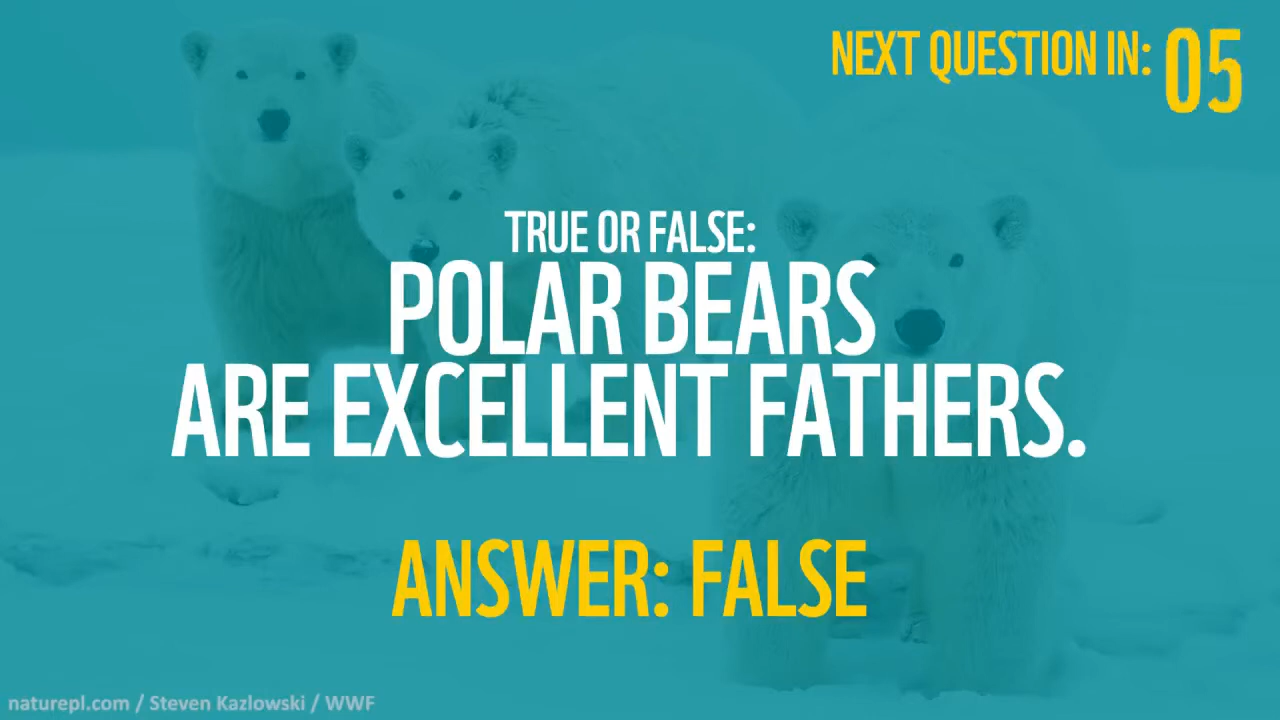 NEXT QUESTION IN: 05
TRUE OR FALSE:
POLAR BEARS
ARE EXCELLENT FATHERS.
ANSWER: FALSE
naturepl.com / Steven Kazlowski / WWF